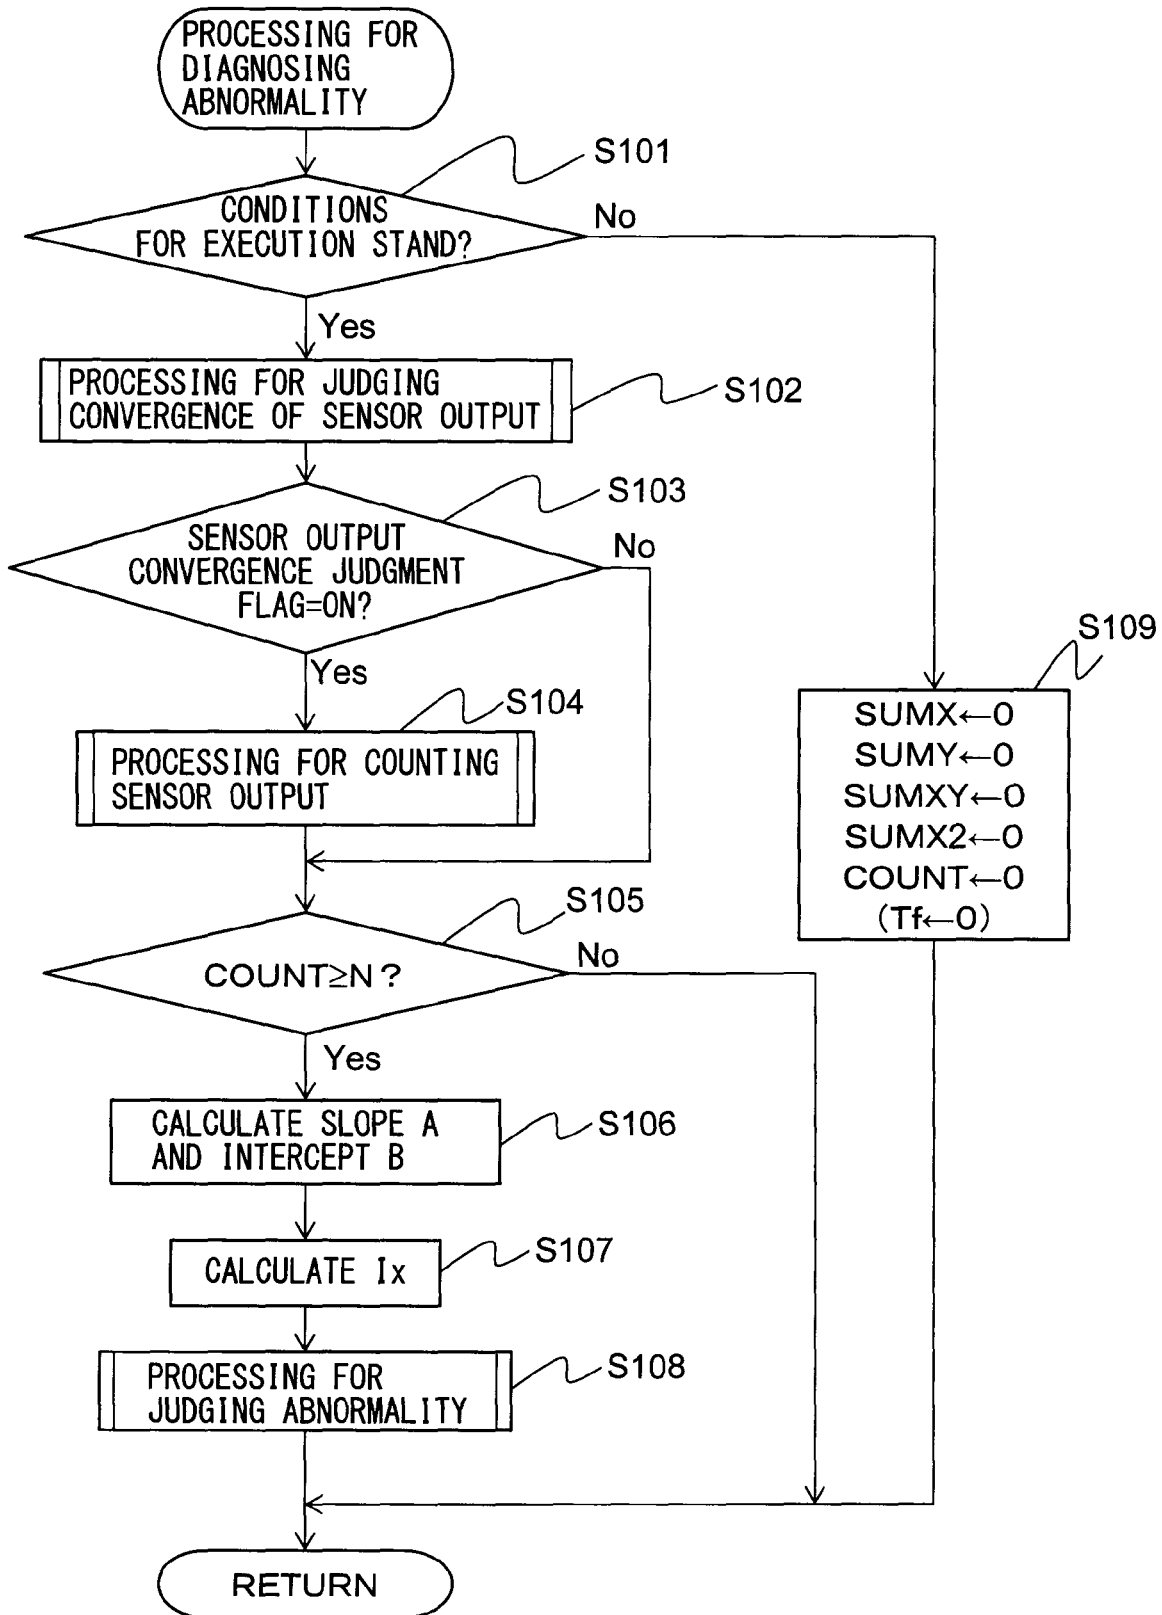 PROCESSING FOR
DIAGNOSING
ABNORMALITY
S101
CONDITIONS
FOR EXECUTION STAND?
No
Yes
PROCESSING FOR JUDGING
CONVERGENCE OF SENSOR OUTPUT
S102
S103
SENSOR OUTPUT
CONVERGENCE JUDGMENT
FLAG=ON?
No
Yes
S104
PROCESSING FOR COUNTING
SENSOR OUTPUT
S109
SUMX←0
SUMY←0
SUMXY←0
SUMX2←0
COUNT←0
(Tf←0)
S105
COUNT≥N?
No
Yes
CALCULATE SLOPE A
AND INTERCEPT B
S106
CALCULATE Ix
S107
PROCESSING FOR
JUDGING ABNORMALITY
S108
RETURN